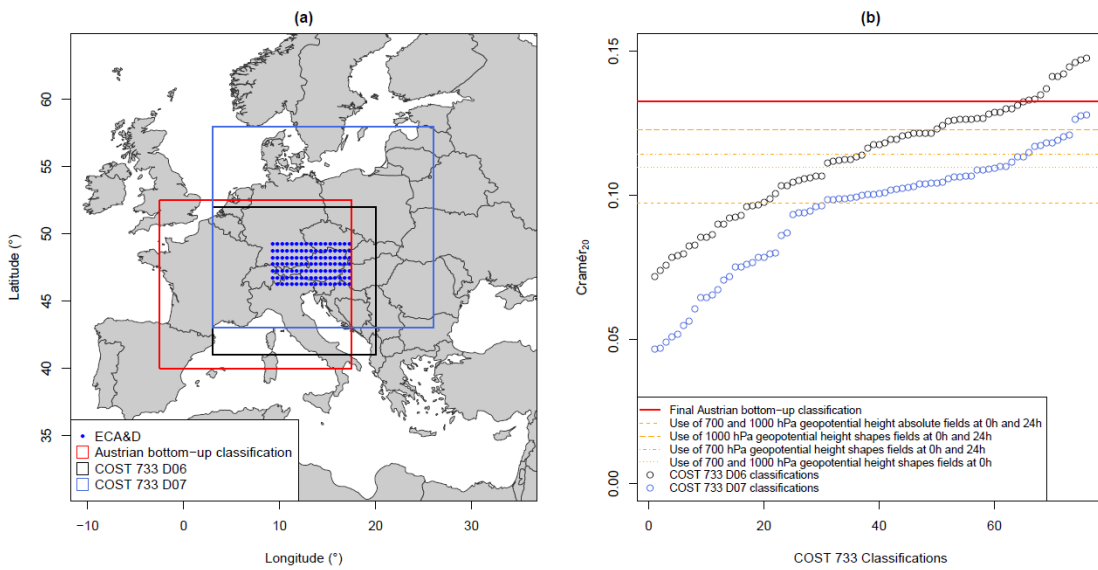 (a)
60
55
50
45
40
35
Latitude (°)
ECA&D
Austrian bottom-up classification
COST 733 D06
COST 733 D07
−10
0
10
20
30
Longitude (°)
(b)
0.15
0.10
0.05
0.00
Cramér20
Final Austrian bottom-up classification
Use of 700 and 1000 hPa geopotential height absolute fields at 0h and 24h
Use of 1000 hPa geopotential height shapes fields at 0h and 24h
Use of 700 hPa geopotential height shapes fields at 0h and 24h
Use of 700 and 1000 hPa geopotential height shapes fields at 0h
COST 733 D06 classifications
COST 733 D07 classifications
0
20
40
60
COST 733 Classifications